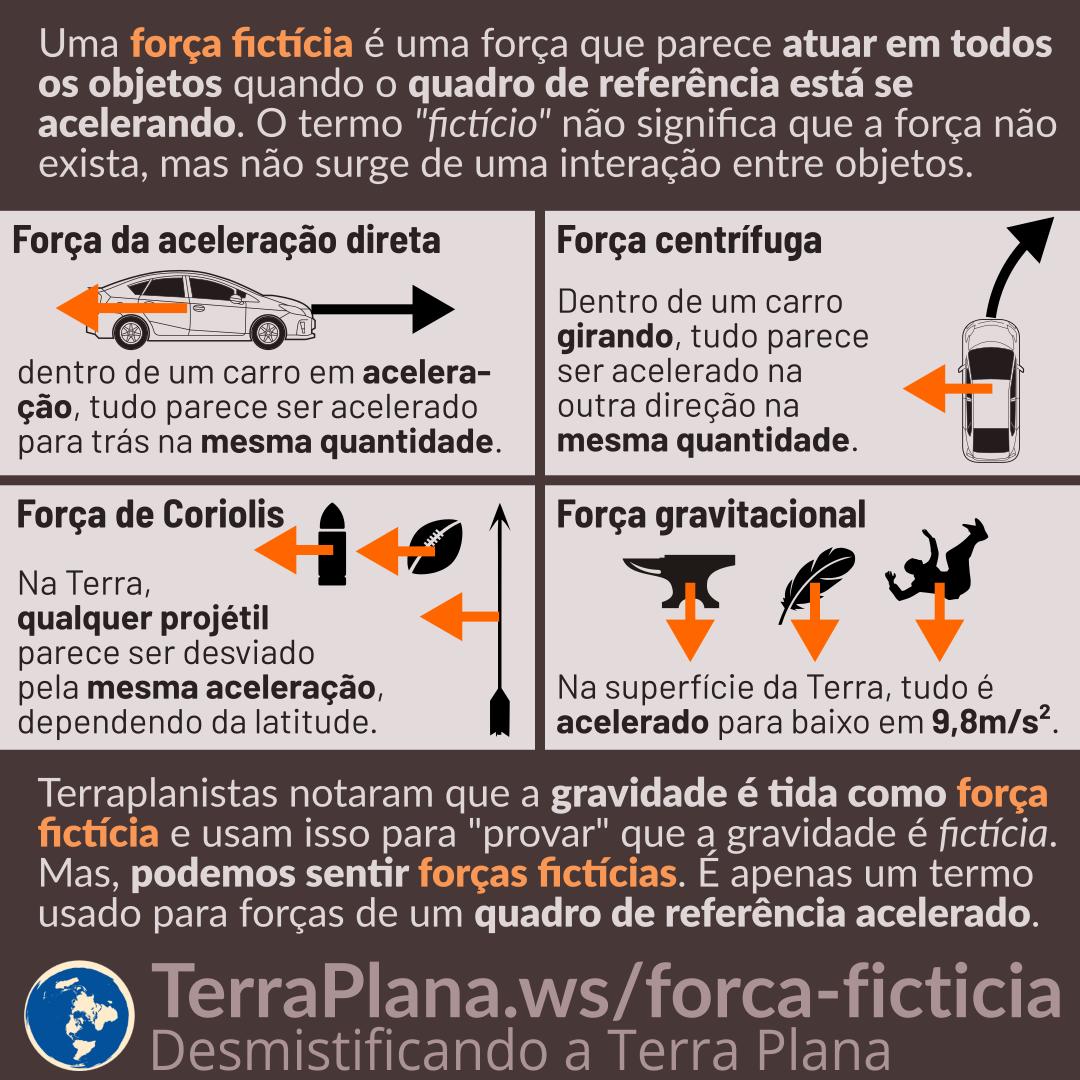 Uma força fictícia é uma força que parece atuar em todos
os objetos quando o quadro de referência está se
acelerando. O termo "fictício" não significa que a força não
exista, mas não surge de uma interação entre objetos.
Força da aceleração direta
dentro de um carro em acelera-
ção, tudo parece ser acelerado
para trás na mesma quantidade.
Força centrífuga
Dentro de um carro
girando, tudo parece
ser acelerado na
outra direção na
mesma quantidade.
Força de Coriolis
Na Terra,
qualquer projétil
parece ser desviado
pela mesma aceleração,
dependendo da latitude.
Força gravitacional
Na superfície da Terra, tudo é
acelerado para baixo em 9,8m/s².
Terraplanistas notaram que a gravidade é tida como força
fictícia e usam isso para "provar" que a gravidade é fictícia.
Mas, podemos sentir forças fictícias. É apenas um termo
usado para forças de um quadro de referência acelerado.
TerraPlana.ws/forca-ficticia
Desmistificando a Terra Plana